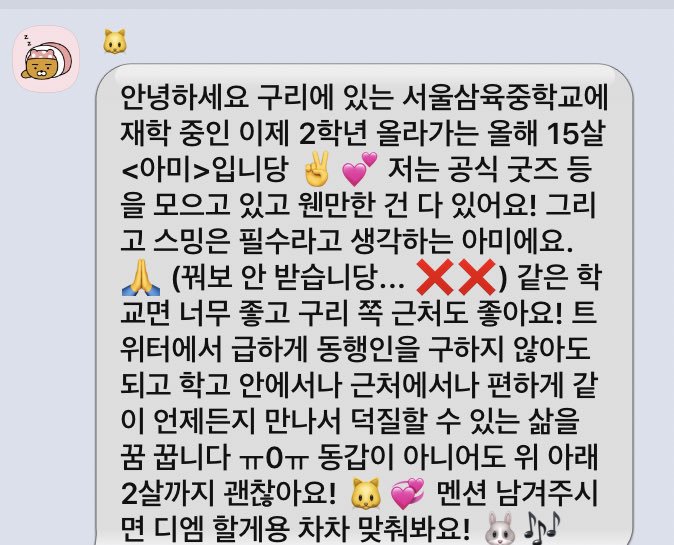 안녕하세요 구리에 있는 서울삼육중학교에
재학 중인 이제 2학년 올라가는 올해 15살
<아미>입니당 ✌️💕 저는 공식 굿즈 등
을 모으고 있고 웬만한 건 다 있어요! 그리
고 스밍은 필수라고 생각하는 아미에요.
🙏 (꿔보 안 받습니당... ❌❌) 같은 학
교면 너무 좋고 구리 쪽 근처도 좋아요! 트
위터에서 급하게 동행인을 구하지 않아도
되고 학고 안에서나 근처에서나 편하게 같
이 언제든지 만나서 덕질할 수 있는 삶을
꿈 꿉니다 ㅠ0ㅠ 동갑이 아니어도 위 아래
2살까지 괜찮아요! 🐱💞 멘션 남겨주시
면 디엠 할게용 차차 맞춰봐요! 🐰🎶